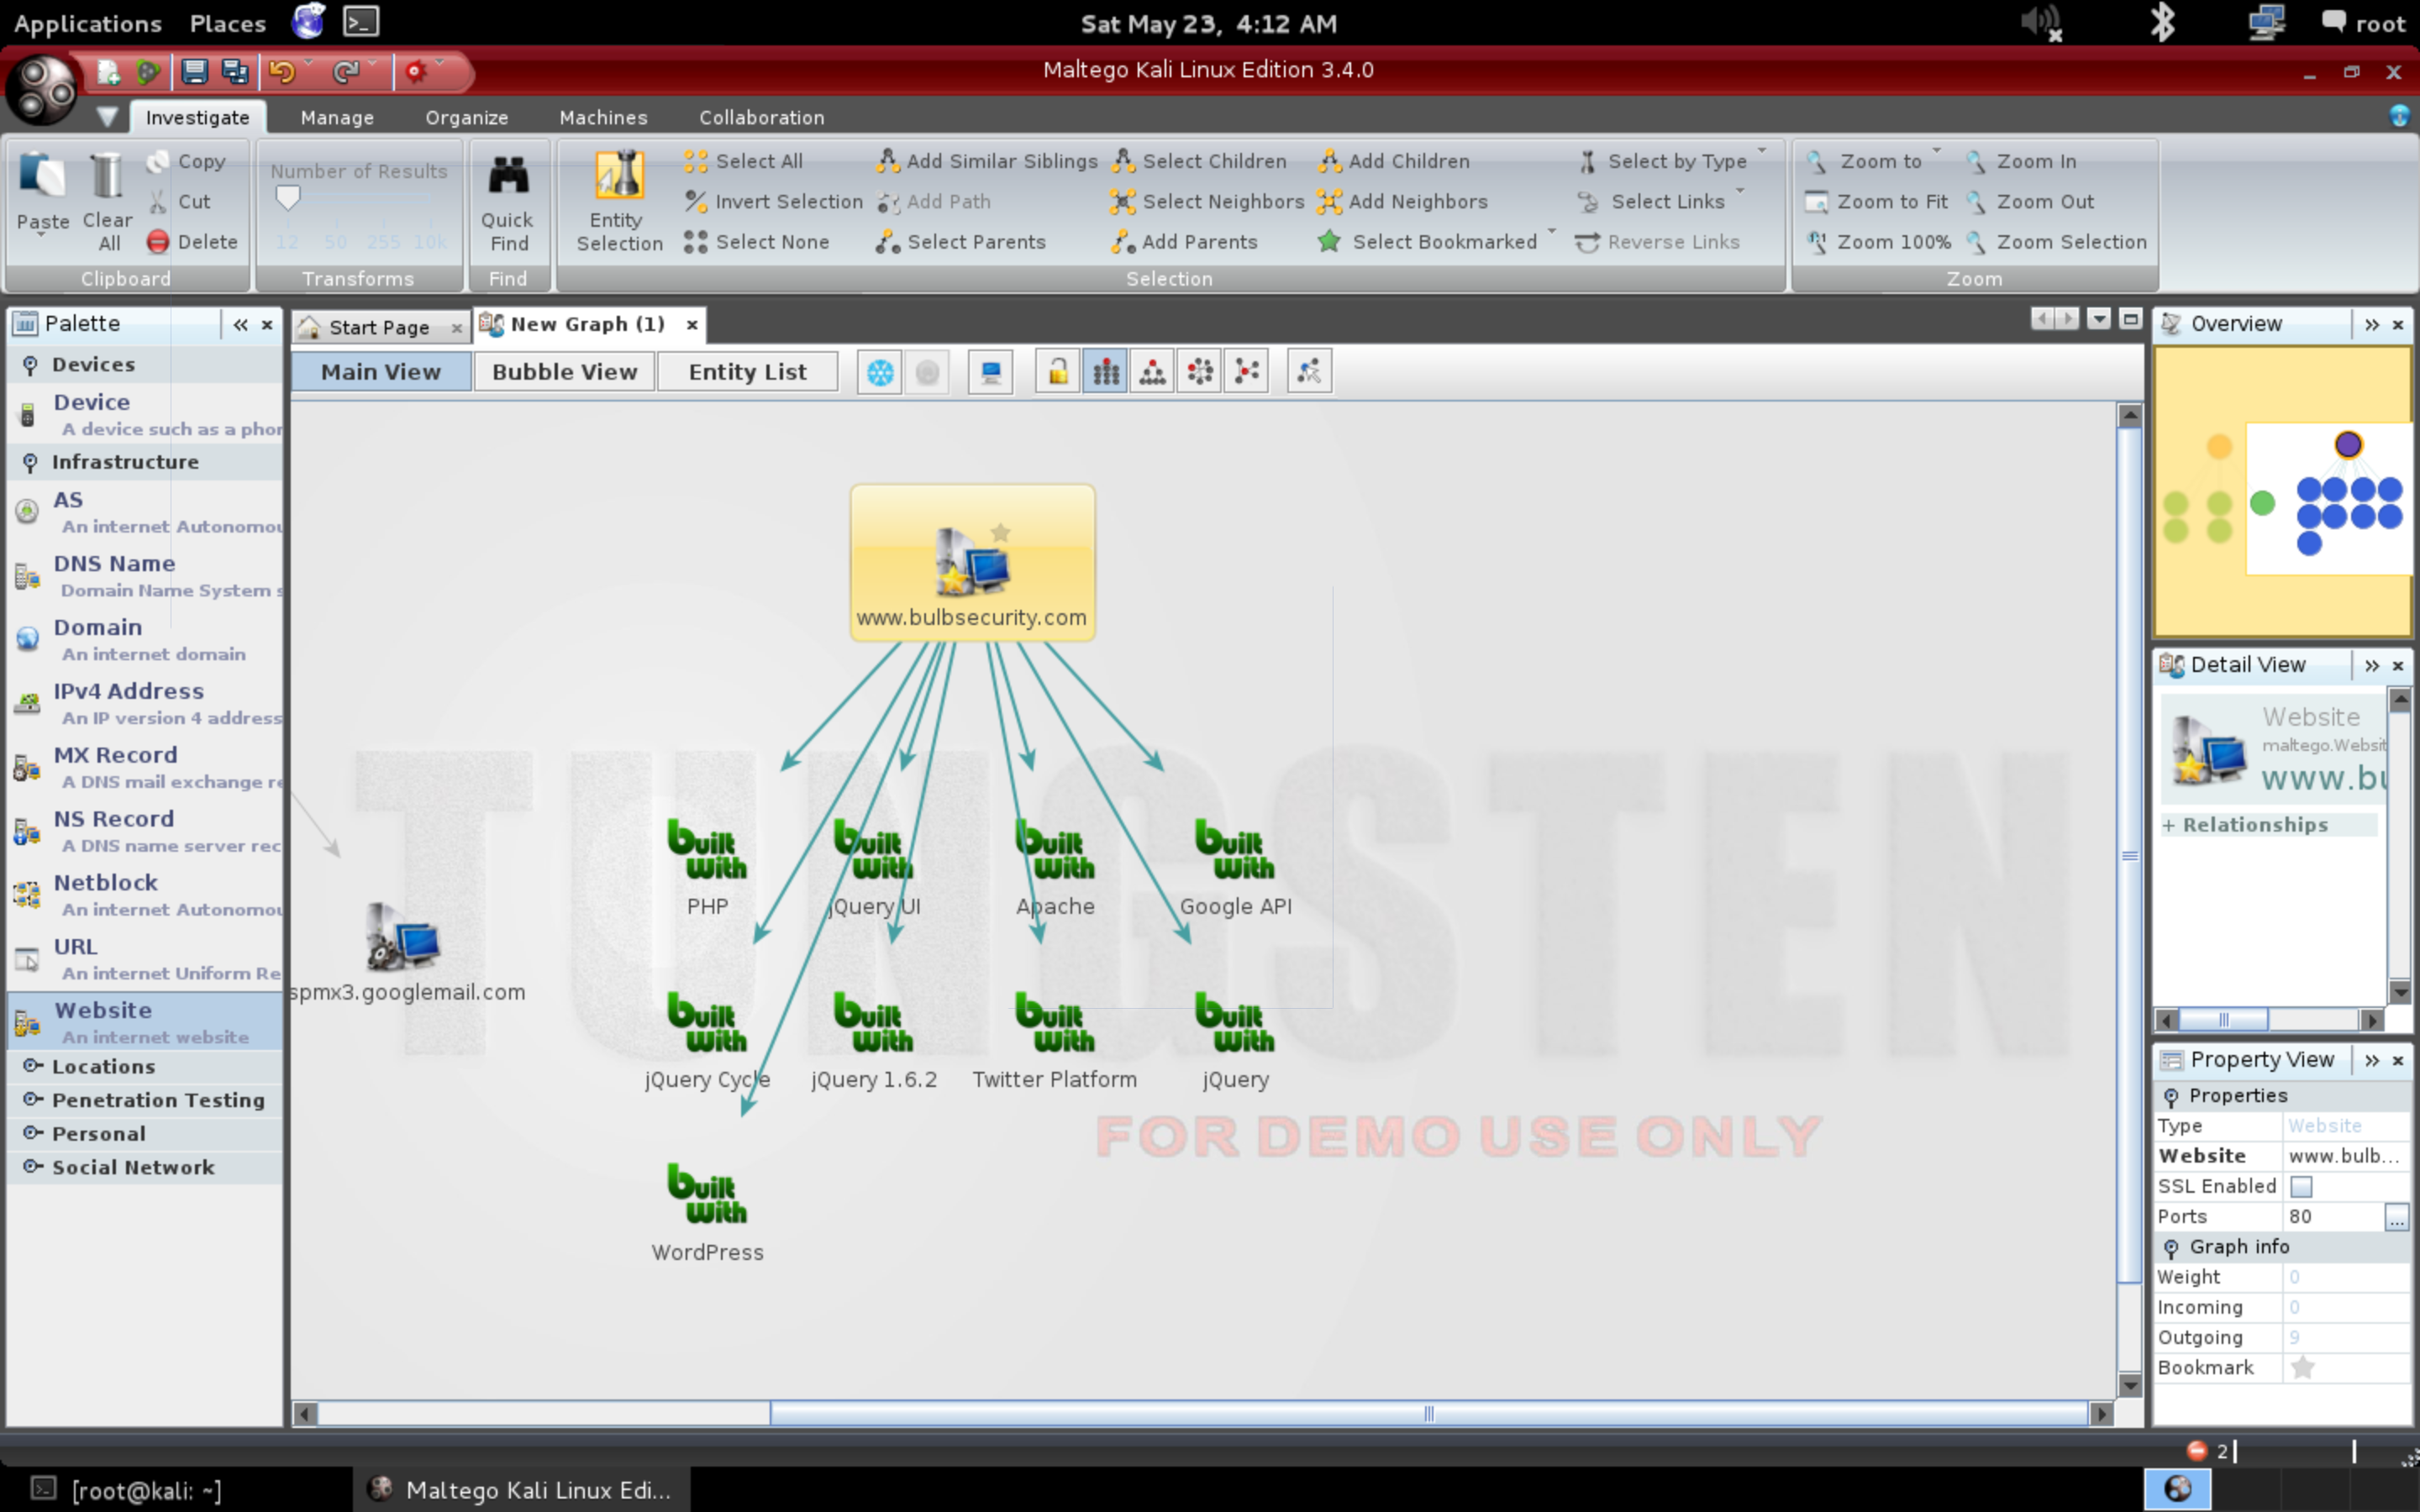 Applications Places Sat May 23, 4:12 AM root
Maltego Kali Linux Edition 3.4.0
Investigate Manage Organize Machines Collaboration
Paste
Clear All
Copy
Cut
Delete
Clipboard
Number of Results
12 50 255 10k
Transforms
Quick Find
Find
Entity Selection
Select All
Invert Selection
Select None
Add Similar Siblings
Add Path
Select Parents
Select Children
Select Neighbors
Add Parents
Add Children
Add Neighbors
Select Bookmarked
Select by Type
Select Links
Reverse Links
Selection
Zoom to
Zoom to Fit
Zoom 100%
Zoom In
Zoom Out
Zoom Selection
Zoom
Palette
Devices
Device
A device such as a phon
Infrastructure
AS
An internet Autonomou
DNS Name
Domain Name System s
Domain
An internet domain
IPv4 Address
An IP version 4 address
MX Record
A DNS mail exchange re
NS Record
A DNS name server rec
Netblock
An internet Autonomou
URL
An internet Uniform Re
Website
An internet website
Locations
Penetration Testing
Personal
Social Network
Start Page New Graph (1)
Main View Bubble View Entity List
www.bulbsecurity.com
TUNGSTEN
built with
PHP
built with
jQuery UI
built with
Apache
built with
Google API
spmx3.googlemail.com
built with
jQuery Cycle
built with
jQuery 1.6.2
built with
Twitter Platform
built with
jQuery
FOR DEMO USE ONLY
built with
WordPress
Overview
Detail View
Website
maltego.Websit
www.bu
+ Relationships
Property View
Properties
Type Website
Website www.bulb...
SSL Enabled
Ports 80 ...
Graph info
Weight 0
Incoming 0
Outgoing 9
Bookmark
2
[root@kali: ~] Maltego Kali Linux Edi...